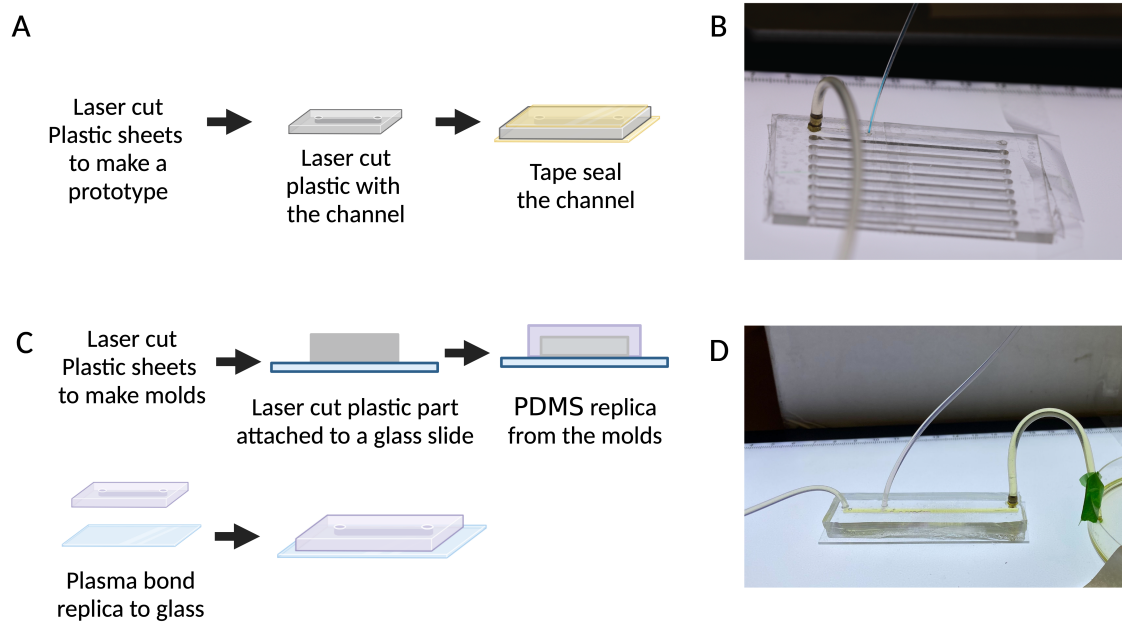 A
Laser cut
Plastic sheets
to make a
prototype
Laser cut
plastic with
the channel
Tape seal
the channel
B
C
Laser cut
Plastic sheets
to make molds
Laser cut plastic part
attached to a glass slide
PDMS replica
from the molds
Plasma bond
replica to glass
D